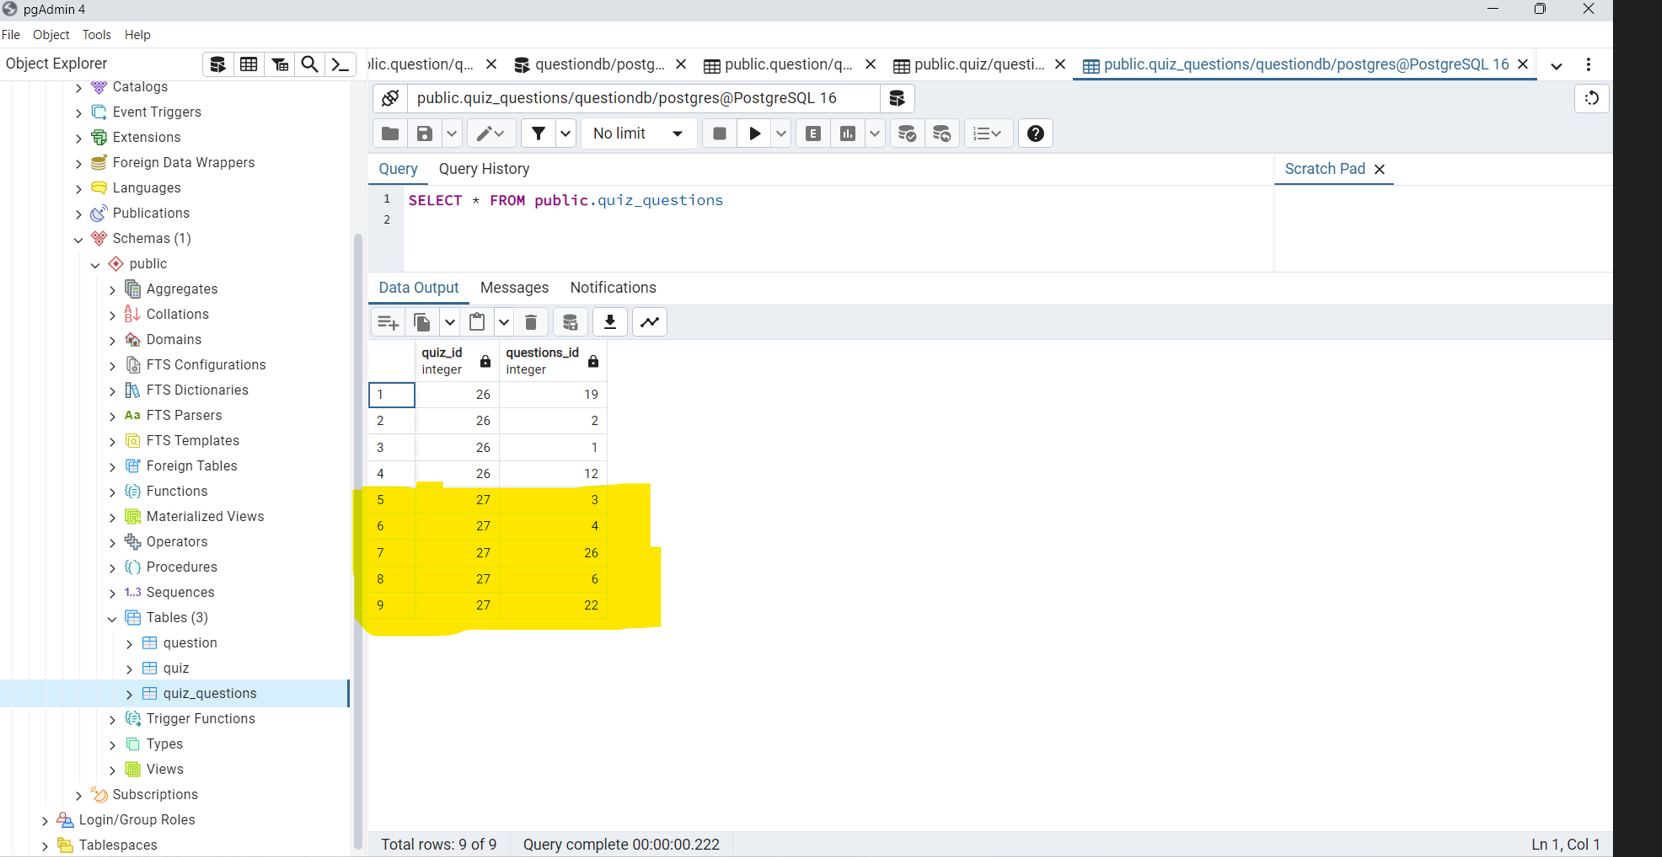 pgAdmin 4
File Object Tools Help
Object Explorer
Catalogs
Event Triggers
Extensions
Foreign Data Wrappers
Languages
Publications
Schemas (1)
public
Aggregates
Collations
Domains
FTS Configurations
FTS Dictionaries
Aa FTS Parsers
FTS Templates
Foreign Tables
Functions
Materialized Views
Operators
Procedures
1..3 Sequences
Tables (3)
question
quiz
quiz_questions
Trigger Functions
Types
Views
Subscriptions
Login/Group Roles
Tablespaces
lic.question/q... questiondb/postg... public.question/q... public.quiz/questi... public.quiz_questions/questiondb/postgres@PostgreSQL 16
public.quiz_questions/questiondb/postgres@PostgreSQL 16
No limit E
Query Query History
Scratch Pad
1 SELECT * FROM public.quiz_questions
2
Data Output Messages Notifications
quiz_id questions_id
integer integer
1 26 19
2 26 2
3 26 1
4 26 12
5 27 3
6 27 4
7 27 26
8 27 6
9 27 22
Total rows: 9 of 9 Query complete 00:00:00.222 Ln 1, Col 1